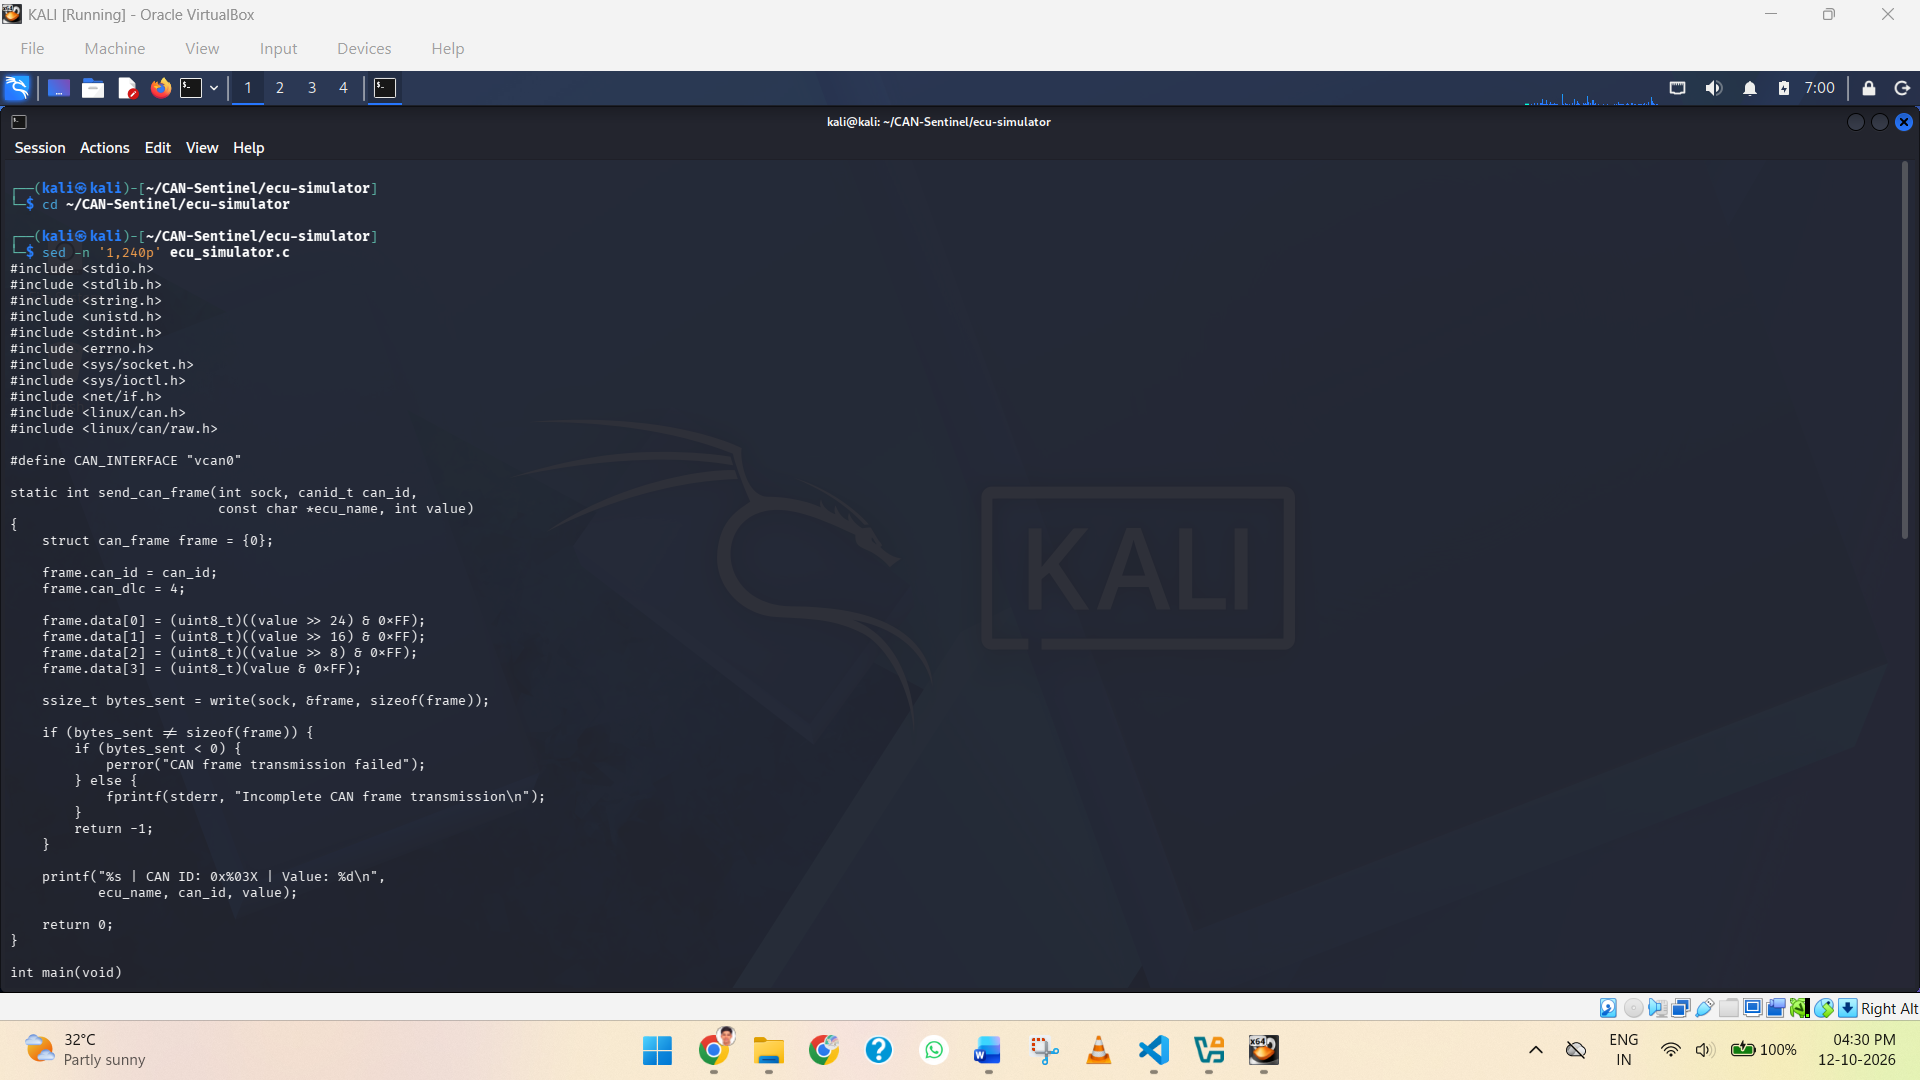 KALI [Running] - Oracle VirtualBox
File Machine View Input Devices Help
1 2 3 4 7:00
kali@kali: ~/CAN-Sentinel/ecu-simulator
Session Actions Edit View Help
┌──(kali㉿kali)-[~/CAN-Sentinel/ecu-simulator]
└─$ cd ~/CAN-Sentinel/ecu-simulator
┌──(kali㉿kali)-[~/CAN-Sentinel/ecu-simulator]
└─$ sed -n '1,240p' ecu_simulator.c
#include <stdio.h>
#include <stdlib.h>
#include <string.h>
#include <unistd.h>
#include <stdint.h>
#include <errno.h>
#include <sys/socket.h>
#include <sys/ioctl.h>
#include <net/if.h>
#include <linux/can.h>
#include <linux/can/raw.h>
#define CAN_INTERFACE "vcan0"
static int send_can_frame(int sock, canid_t can_id,
                          const char *ecu_name, int value)
{
    struct can_frame frame = {0};
    frame.can_id = can_id;
    frame.can_dlc = 4;
    frame.data[0] = (uint8_t)((value >> 24) & 0×FF);
    frame.data[1] = (uint8_t)((value >> 16) & 0×FF);
    frame.data[2] = (uint8_t)((value >> 8) & 0×FF);
    frame.data[3] = (uint8_t)(value & 0×FF);
    ssize_t bytes_sent = write(sock, &frame, sizeof(frame));
    if (bytes_sent ≠ sizeof(frame)) {
        if (bytes_sent < 0) {
            perror("CAN frame transmission failed");
        } else {
            fprintf(stderr, "Incomplete CAN frame transmission\n");
        }
        return -1;
    }
    printf("%s | CAN ID: 0x%03X | Value: %d\n",
           ecu_name, can_id, value);
    return 0;
}
int main(void)
KALI
Right Alt
32°C
Partly sunny
ENG
IN
100%
04:30 PM
12-10-2026